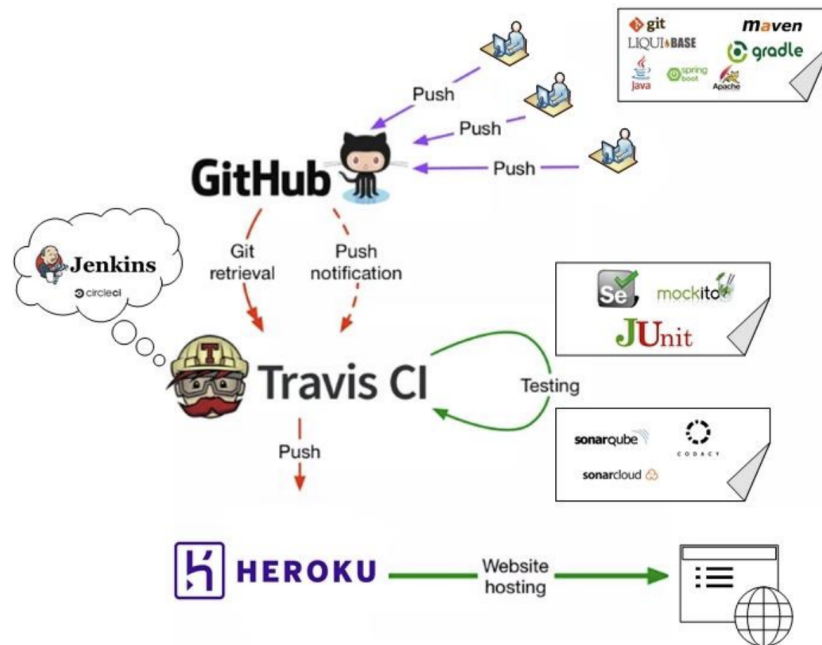 git
maven
LIQUIBASE
gradle
Java
spring boot
Apache
Push
Push
Push
GitHub
Git
retrieval
Push
notification
Jenkins
circleci
Se
mockito
JUnit
T
Travis CI
Testing
Push
sonarqube
CODACY
sonarcloud
HEROKU
Website
hosting